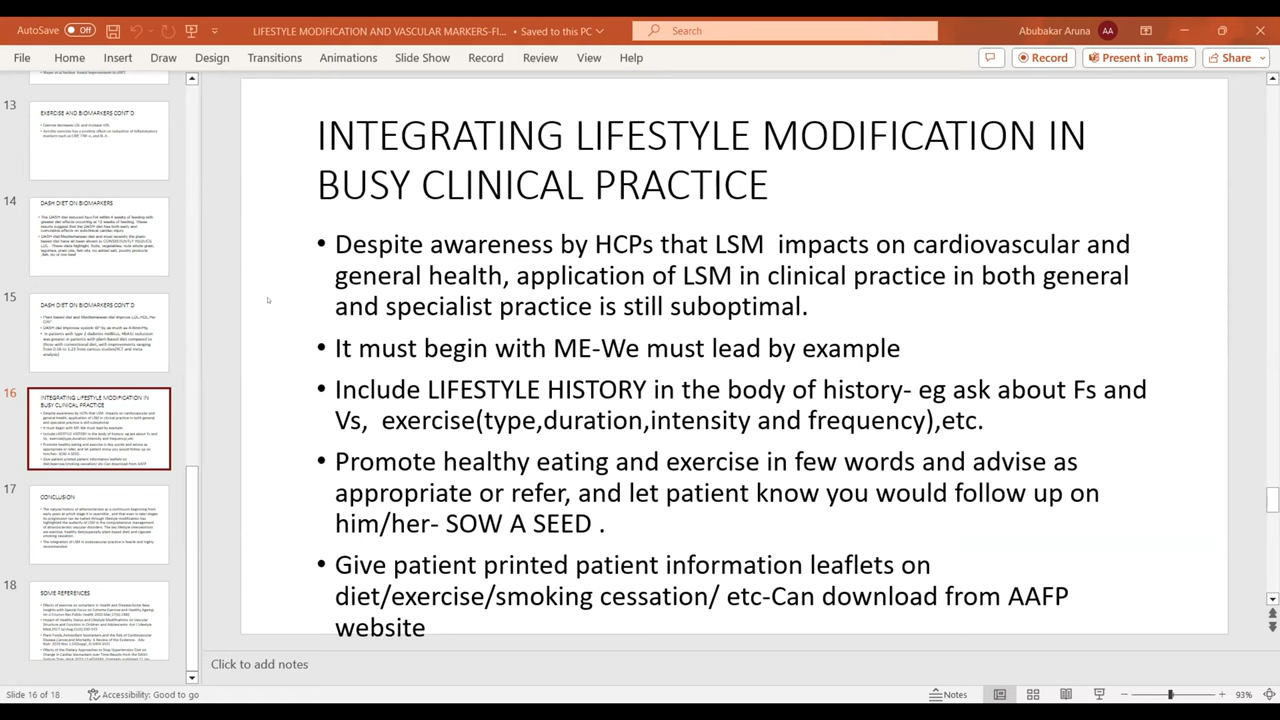 AutoSave Off LIFESTYLE MODIFICATION AND VASCULAR MARKERS-FI... • Saved to this PC Search Abubakar Aruna AA
File Home Insert Draw Design Transitions Animations Slide Show Record Review View Help Record Present in Teams Share
13
EXERCISE AND BIOMARKERS CONT'D
14
DASH DIET ON BIOMARKERS
15
DASH DIET ON BIOMARKERS CONT'D
16
INTEGRATING LIFESTYLE MODIFICATION IN
BUSY CLINICAL PRACTICE
17
CONCLUSION
18
SOME REFERENCES
INTEGRATING LIFESTYLE MODIFICATION IN
BUSY CLINICAL PRACTICE
• Despite awareness by HCPs that LSM impacts on cardiovascular and
general health, application of LSM in clinical practice in both general
and specialist practice is still suboptimal.
• It must begin with ME-We must lead by example
• Include LIFESTYLE HISTORY in the body of history- eg ask about Fs and
Vs, exercise(type,duration,intensity and frequency),etc.
• Promote healthy eating and exercise in few words and advise as
appropriate or refer, and let patient know you would follow up on
him/her- SOW A SEED .
• Give patient printed patient information leaflets on
diet/exercise/smoking cessation/ etc-Can download from AAFP
website
Click to add notes
Slide 16 of 18 Accessibility: Good to go Notes 93%